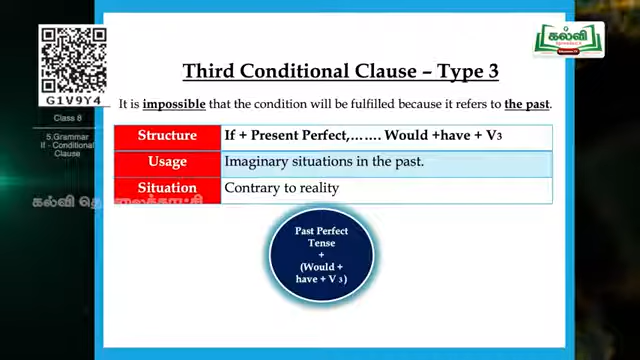 G1V9Y4
Class 8
5.Grammar
If - Conditional
Clause
கல்வி
Third Conditional Clause – Type 3
It is impossible that the condition will be fulfilled because it refers to the past.
Structure If + Present Perfect,……. Would +have + V3
Usage Imaginary situations in the past.
Situation Contrary to reality
கல்வி தொலைக்காட்சி
Past Perfect
Tense
+
(Would +
have + V 3)